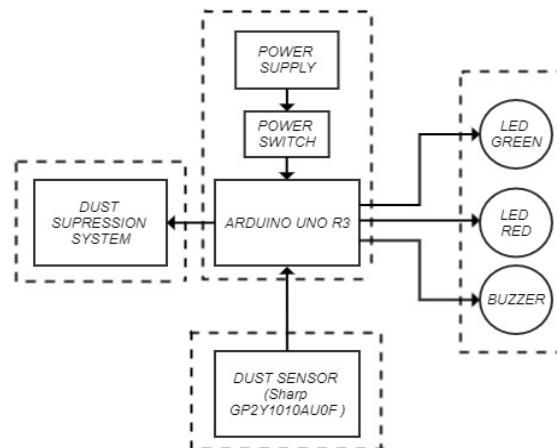 POWER
SUPPLY
POWER
SWITCH
LED
GREEN
DUST
SUPRESSION
SYSTEM
ARDUINO UNO R3
LED
RED
BUZZER
DUST SENSOR
(Sharp
GP2Y1010AU0F )